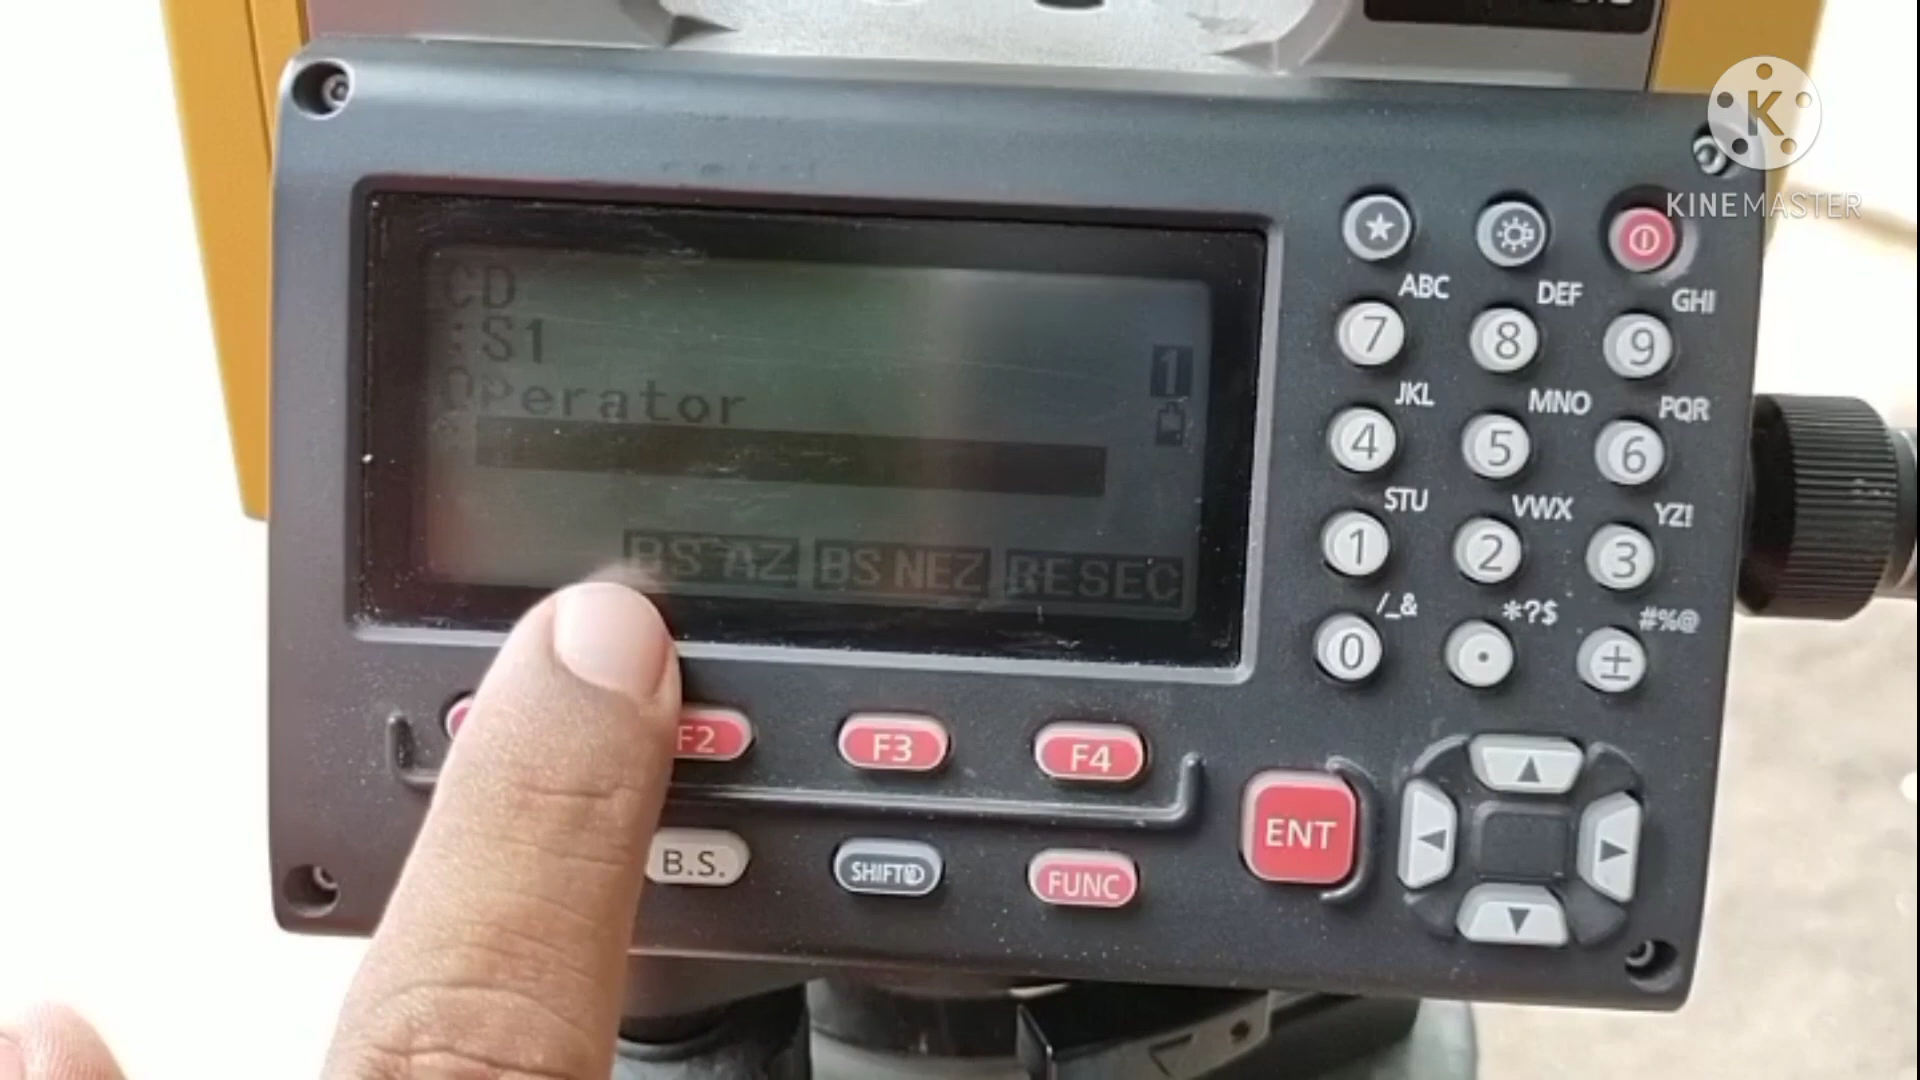 K
KINEMASTER
CD
:S1
Operator
:
1
BS AZ BS NEZ RESEC
ABC DEF GHI
7 8 9
JKL MNO PQR
4 5 6
STU VWX YZ!
1 2 3
/_& *?$ #%@
0 . ±
F2 F3 F4
ENT
B.S. SHIFT FUNC